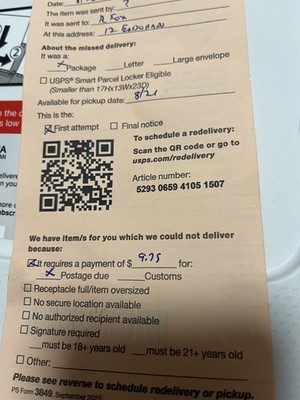 Date:
The item was sent by: ?
It was sent to: R Fox
At this address: 12
About the missed delivery:
It was a:
x Package ___Letter ___Large envelope
☐ USPS® Smart Parcel Locker Eligible
(Smaller than 17Hx13Wx23D)
Available for pickup date: 8/21
This is the:
☒ First attempt ☐ Final notice
To schedule a redelivery:
Scan the QR code or go to
usps.com/redelivery
Article number:
5293 0659 4105 1507
We have item/s for you which we could not deliver
because:
☒ It requires a payment of $ 9.75 for:
x Postage due ___Customs
☐ Receptacle full/item oversized
☐ No secure location available
☐ No authorized recipient available
☐ Signature required
___must be 18+ years old ___must be 21+ years old
☐ Other:
Please see reverse to schedule redelivery or pickup.
PS Form 3849, September